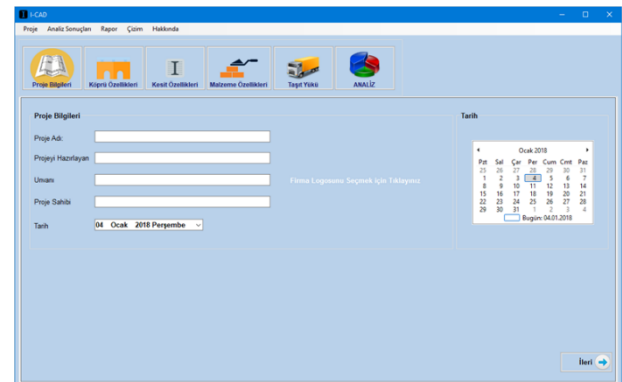 I-CAD
Proje Analiz Sonuçları Rapor Çizim Hakkında
Proje Bilgileri Köprü Özellikleri Kesit Özellikleri Malzeme Özellikleri Taşıt Yükü ANALİZ
Proje Bilgileri
Proje Adı:
Projeyi Hazırlayan
Unvanı
Proje Sahibi
Tarih 04 Ocak 2018 Perşembe
Firma Logosunu Seçmek için Tıklayınız
Tarih
Ocak 2018
Pzt Sal Çar Per Cum Cmt Paz
25 26 27 28 29 30 31
1 2 3 4 5 6 7
8 9 10 11 12 13 14
15 16 17 18 19 20 21
22 23 24 25 26 27 28
29 30 31 1 2 3 4
Bugün: 04.01.2018
İleri